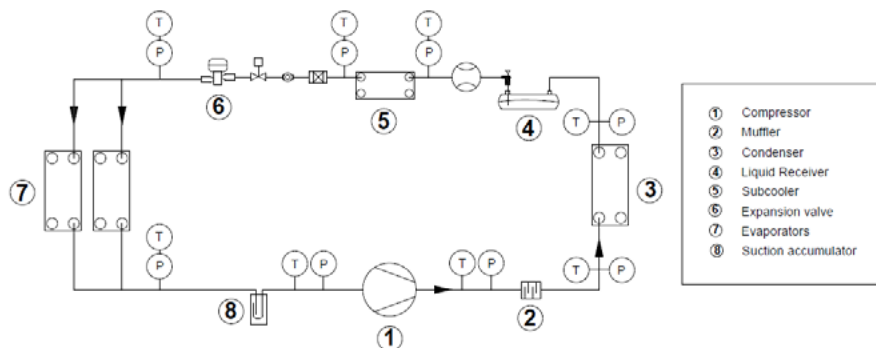 T T T
P P P
6
5
4
T P
7
3
T
P
T P
T P
T P
8
1
2
1 Compressor
2 Muffler
3 Condenser
4 Liquid Receiver
5 Subcooler
6 Expansion valve
7 Evaporators
8 Suction accumulator